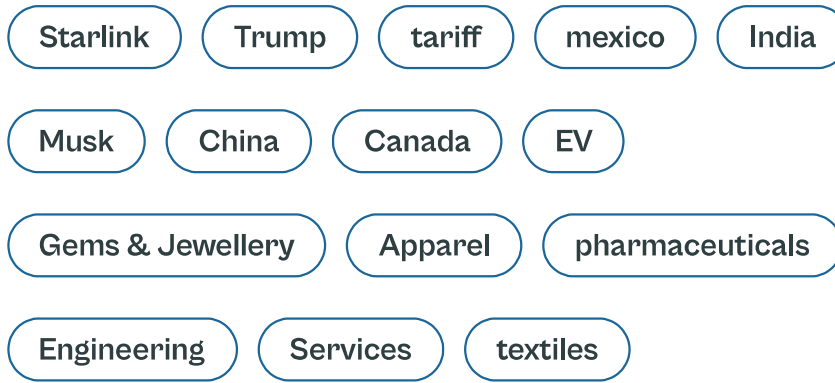 Starlink Trump tariff mexico India
Musk China Canada EV
Gems & Jewellery Apparel pharmaceuticals
Engineering Services textiles